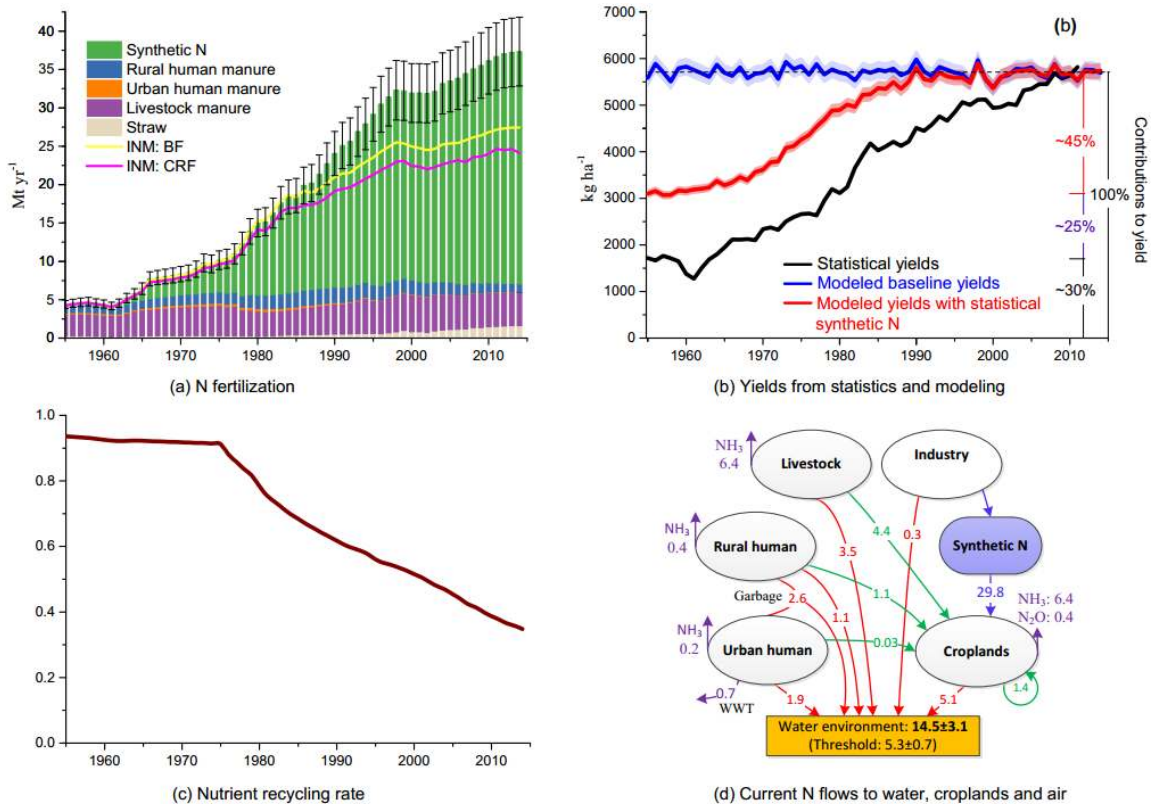 40
35
30
25
20
15
10
5
0
Mt yr⁻¹
Synthetic N
Rural human manure
Urban human manure
Livestock manure
Straw
INM: BF
INM: CRF
1960 1970 1980 1990 2000 2010
(a) N fertilization
7000
6000
5000
4000
3000
2000
1000
0
kg ha⁻¹
(b)
Statistical yields
Modeled baseline yields
Modeled yields with statistical
synthetic N
~45%
100%
~25%
~30%
Contributions to yield
1960 1970 1980 1990 2000 2010
(b) Yields from statistics and modeling
1.0
0.8
0.6
0.4
0.2
0.0
1960 1970 1980 1990 2000 2010
(c) Nutrient recycling rate
NH₃
6.4
Livestock
Industry
4.4
0.3
3.5
NH₃
0.4
Rural human
Synthetic N
29.8
Garbage
2.6
1.1
1.1
NH₃: 6.4
N₂O: 0.4
NH₃
0.2
Urban human
0.03
Croplands
0.7
WWT
1.9
5.1
1.4
Water environment: 14.5±3.1
(Threshold: 5.3±0.7)
(d) Current N flows to water, croplands and air